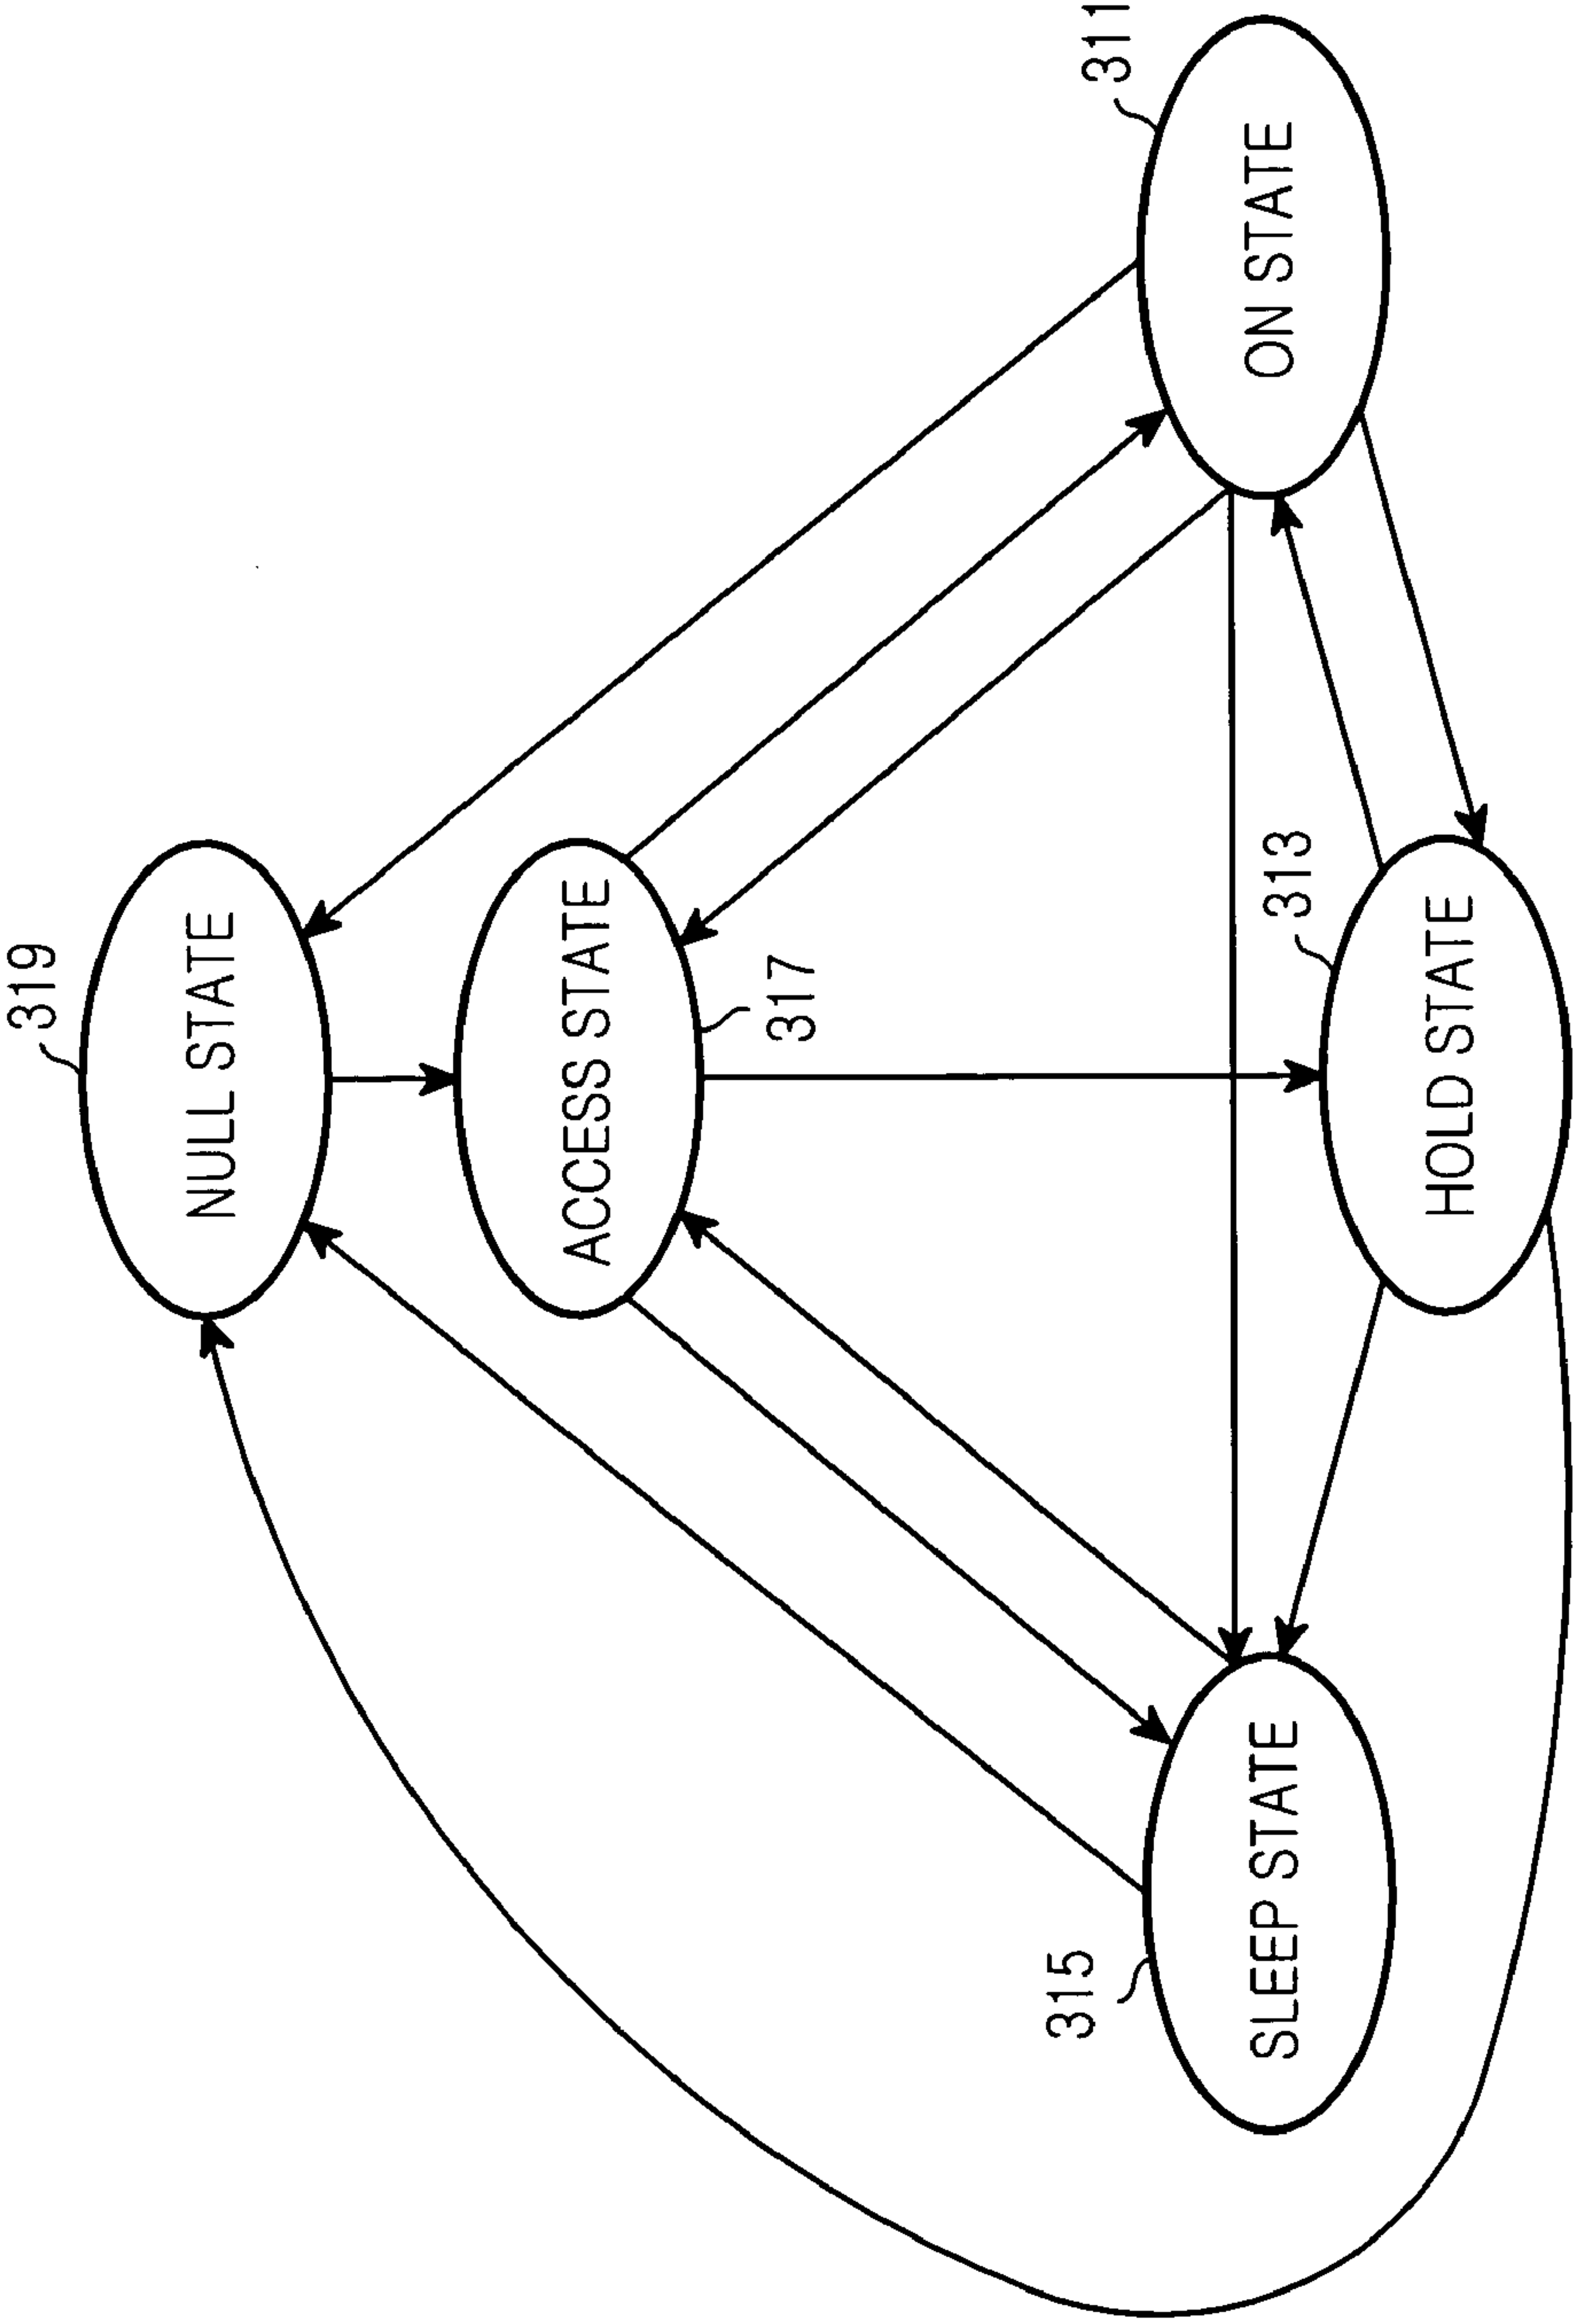 319
NULL STATE
ACCESS STATE
317
315
SLEEP STATE
313
HOLD STATE
311
ON STATE